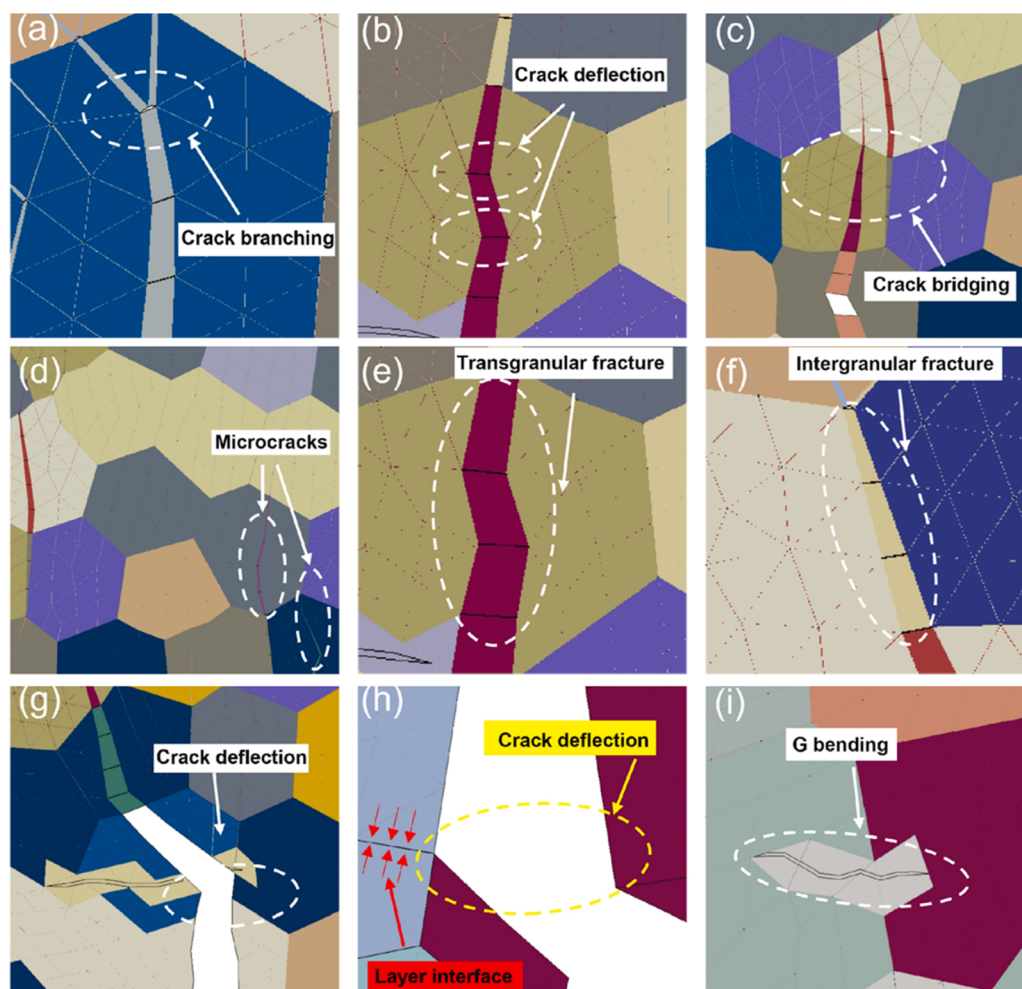 (a)
Crack branching
(b)
Crack deflection
(c)
Crack bridging
(d)
Microcracks
(e)
Transgranular fracture
(f)
Intergranular fracture
(g)
Crack deflection
(h)
Crack deflection
Layer interface
(i)
G bending